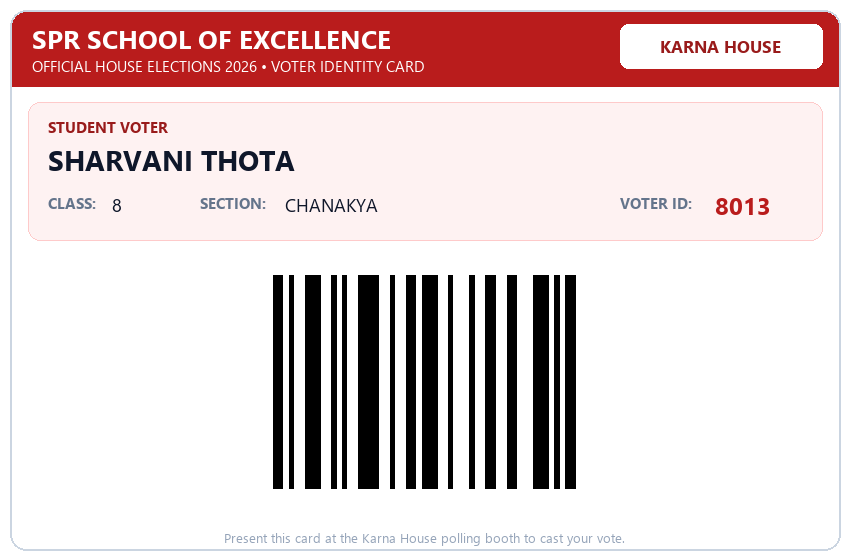 SPR SCHOOL OF EXCELLENCE
OFFICIAL HOUSE ELECTIONS 2026 • VOTER IDENTITY CARD
KARNA HOUSE
STUDENT VOTER
SHARVANI THOTA
CLASS: 8 SECTION: CHANAKYA VOTER ID: 8013
Present this card at the Karna House polling booth to cast your vote.